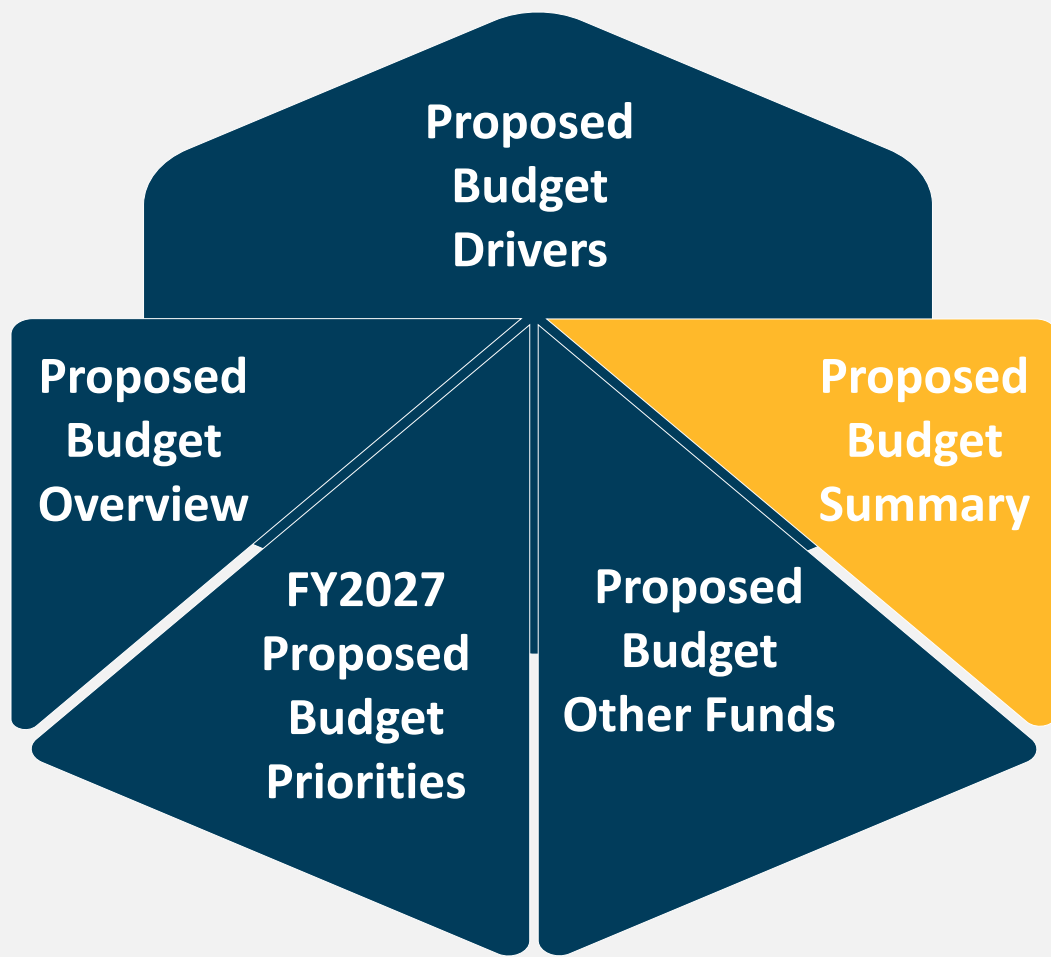 Proposed
Budget
Drivers
Proposed
Budget
Overview
Proposed
Budget
Summary
FY2027
Proposed
Budget
Priorities
Proposed
Budget
Other Funds